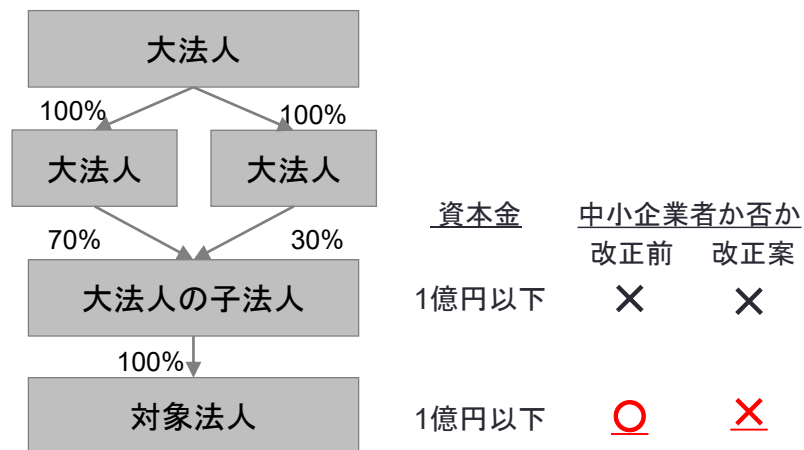 大法人
100%
100%
大法人
大法人
資本金
中小企業者か否か
70%
30%
改正前
改正案
大法人の子法人
1億円以下
×
×
100%
対象法人
1億円以下
○
×